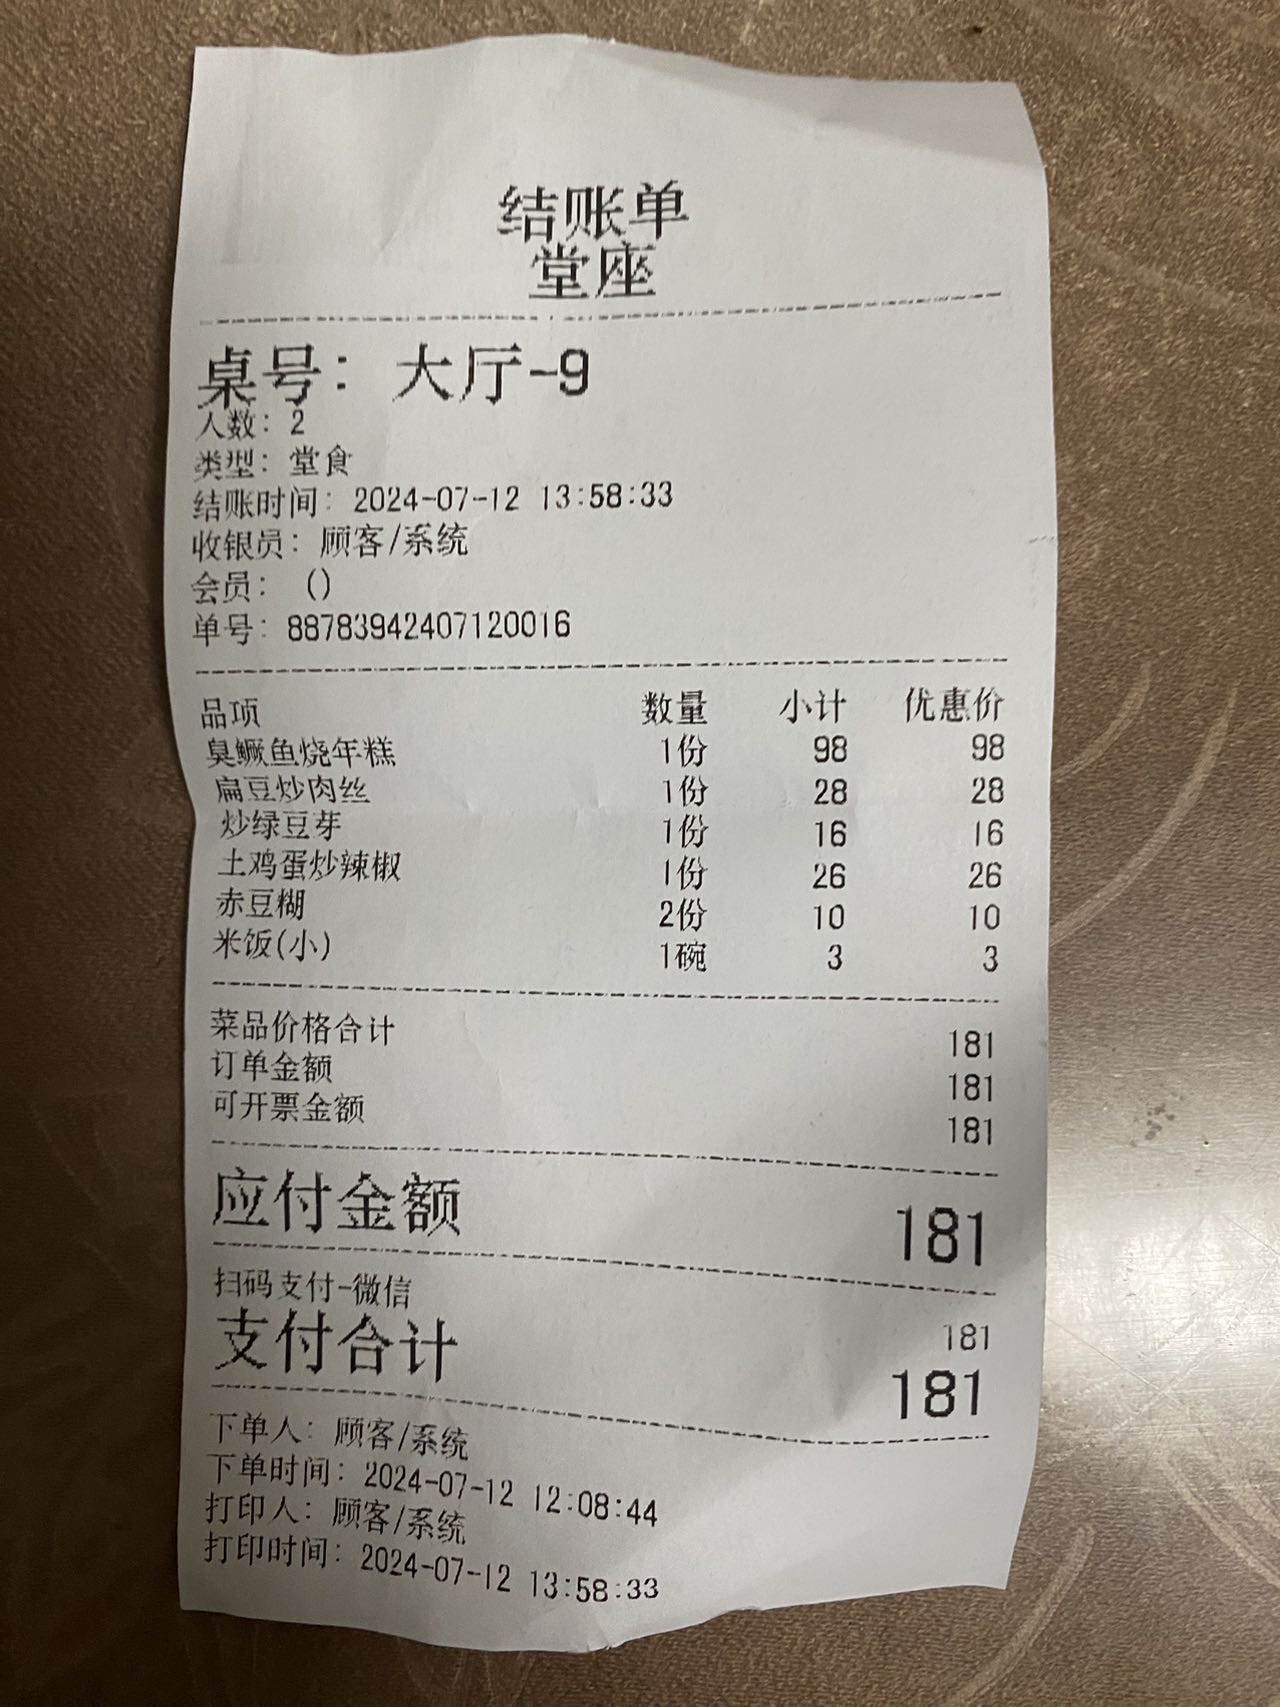 结账单
堂座
桌号： 大厅-9
人数： 2
类型： 堂食
结账时间： 2024-07-12 13:58:33
收银员： 顾客/系统
会员： ()
单号： 88783942407120016
品项 数量 小计 优惠价
臭鳜鱼烧年糕 1份 98 98
扁豆炒肉丝 1份 28 28
炒绿豆芽 1份 16 16
土鸡蛋炒辣椒 1份 26 26
赤豆糊 2份 10 10
米饭(小) 1碗 3 3
菜品价格合计 181
订单金额 181
可开票金额 181
应付金额 181
扫码支付-微信 181
支付合计 181
下单人： 顾客/系统
下单时间： 2024-07-12 12:08:44
打印人： 顾客/系统
打印时间： 2024-07-12 13:58:33